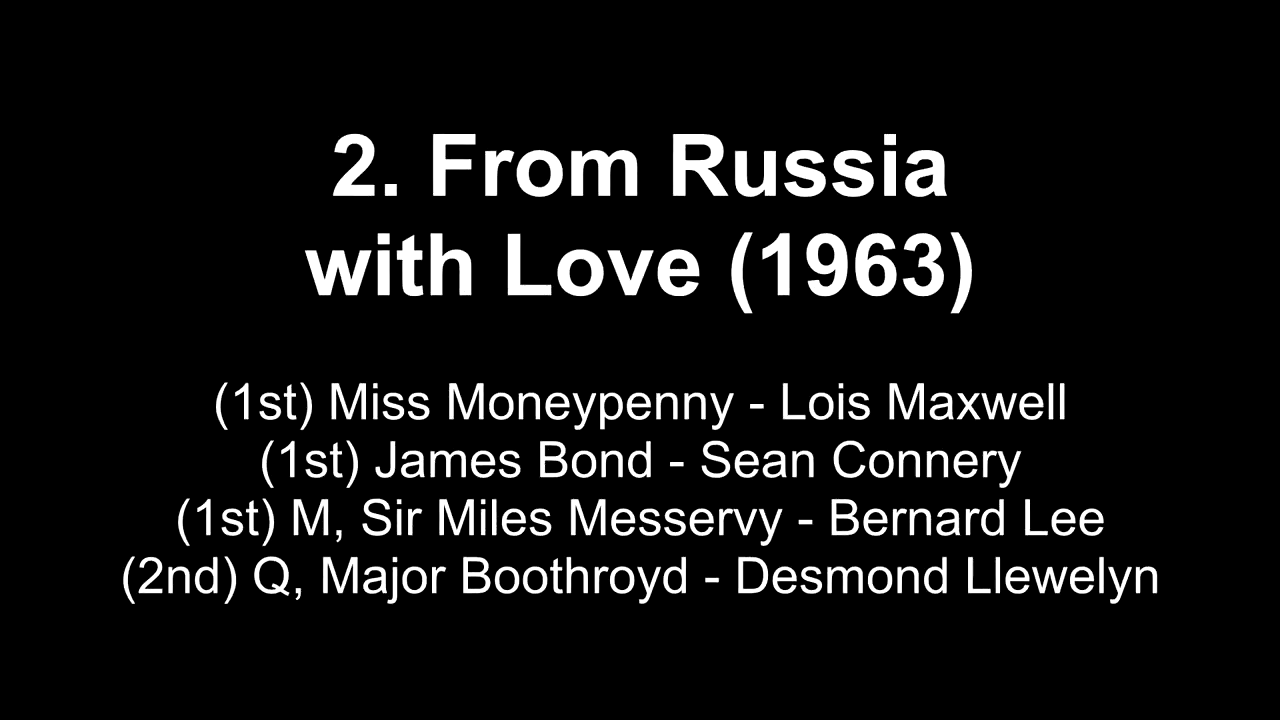 2. From Russia
with Love (1963)
(1st) Miss Moneypenny - Lois Maxwell
(1st) James Bond - Sean Connery
(1st) M, Sir Miles Messervy - Bernard Lee
(2nd) Q, Major Boothroyd - Desmond Llewelyn